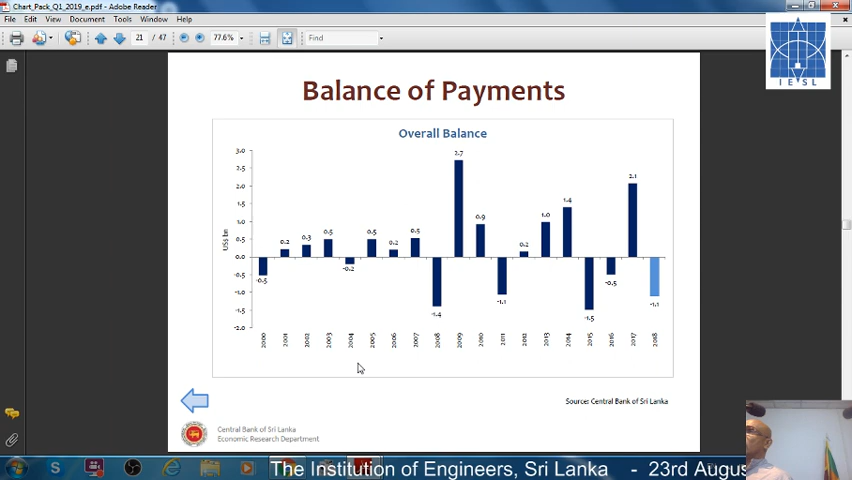 Chart_Pack_Q1_2019_e.pdf - Adobe Reader
File Edit View Document Tools Window Help
21 / 47 77.6% Find
IESL
Balance of Payments
Overall Balance
US$ bn
3.0
2.5
2.0
1.5
1.0
0.5
0.0
-0.5
-1.0
-1.5
-2.0
-0.5 0.2 0.3 0.5 -0.2 0.5 0.2 0.5 -1.4 2.7 0.9 -1.1 0.2 1.0 1.4 -1.5 -0.5 2.1 -1.1
2000 2001 2002 2003 2004 2005 2006 2007 2008 2009 2010 2011 2012 2013 2014 2015 2016 2017 2018
Source: Central Bank of Sri Lanka
Central Bank of Sri Lanka
Economic Research Department
The Institution of Engineers, Sri Lanka - 23rd Augus